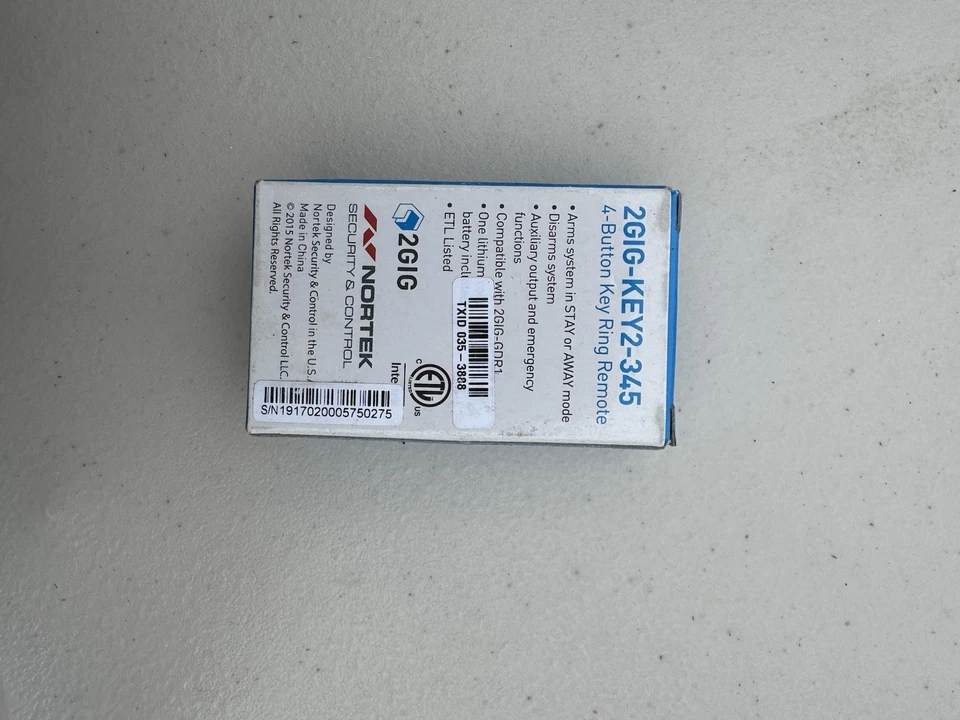 2GIG-KEY2-345
4-Button Key Ring Remote
• Arms system in STAY or AWAY mode
• Disarms system
• Auxiliary output and emergency
functions
• Compatible with 2GIG-GDR1
• One lithium
battery
• ETL Listed
TXID 035-3888
2GIG
C
ETL
US
NORTEK
SECURITY & CONTROL
Designed by
Nortek Security & Control in the U.S.
Made in China
© 2015 Nortek Security & Control LLC.
All Rights Reserved.
S/N1917020005750275